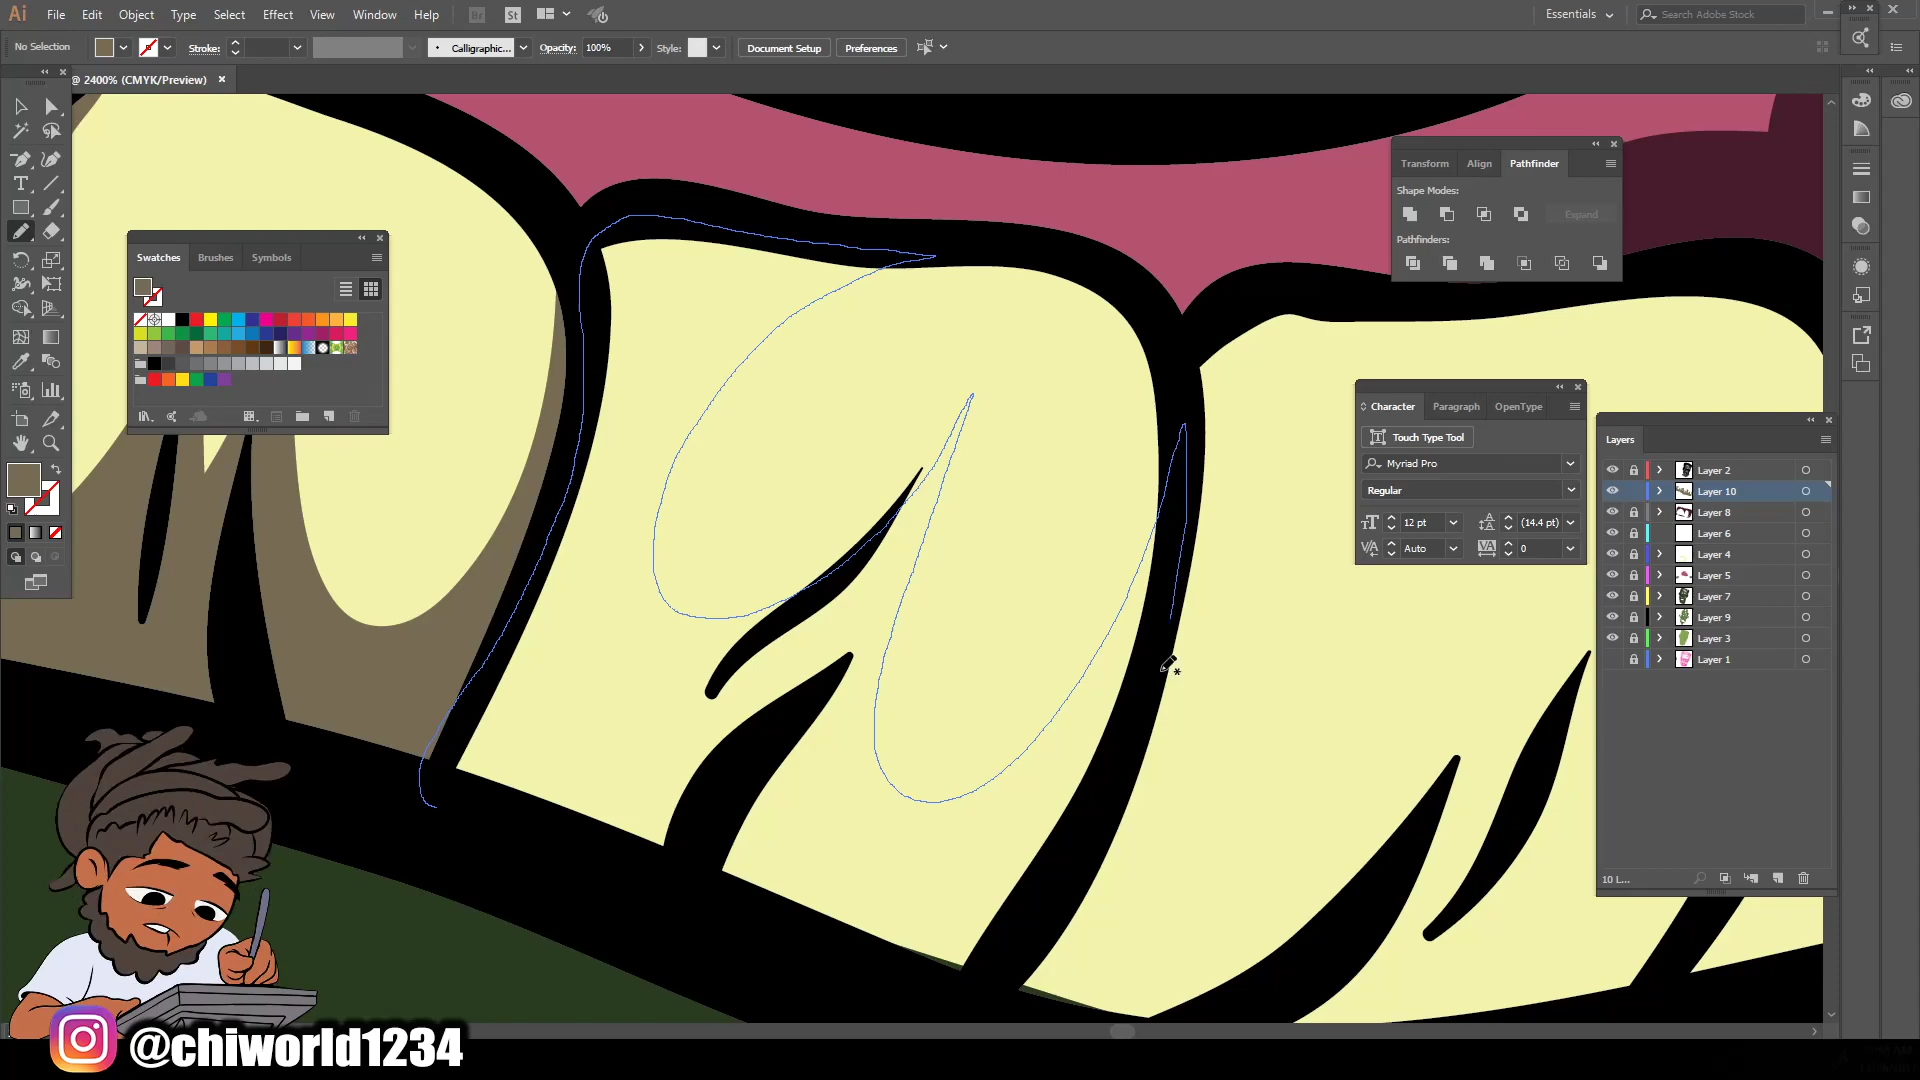 Ai File Edit Object Type Select Effect View Window Help Br St Essentials Search Adobe Stock
No Selection Stroke: Calligraphic... Opacity: 100% Style: Document Setup Preferences
@ 2400% (CMYK/Preview)
Transform Align Pathfinder
Shape Modes:
Expand
Pathfinders:
Swatches Brushes Symbols
Character Paragraph OpenType
Touch Type Tool
Myriad Pro
Regular
12 pt (14.4 pt)
Auto 0
Layers
Layer 2
Layer 10
Layer 8
Layer 6
Layer 4
Layer 5
Layer 7
Layer 9
Layer 3
Layer 1
10 L...
@chiworld1234